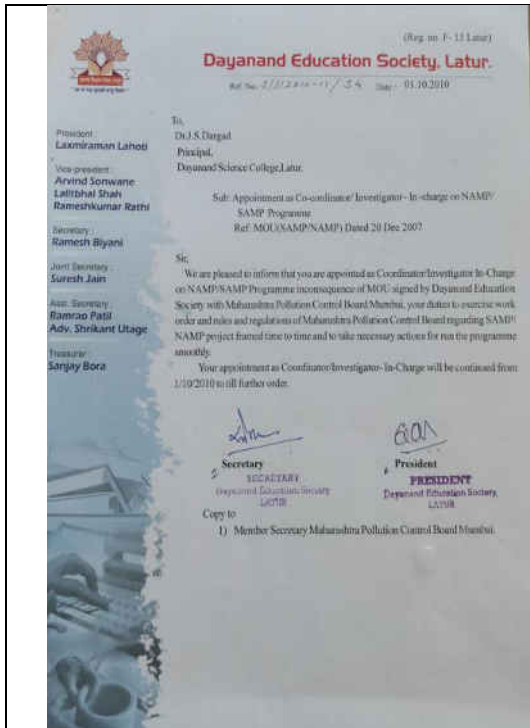 (Reg. no. F- 15 Latur)
Dayanand Education Society, Latur.
Ref. No. Date:- 01.10.2010
President :
Laxmiraman Lahoti
Vice-president :
Arvind Sonwane
Lalitbhai Shah
Rameshkumar Rathi
Secretary :
Ramesh Biyani
Joint Secretary :
Suresh Jain
Asst. Secretary :
Ramrao Patil
Adv. Shrikant Utage
Treasurer :
Sanjay Bora
To,
Dr.J.S.Dargad
Principal,
Dayanand Science College,Latur.
Sub: Appointment as Co-ordinator/ Investigator- In -charge on NAMP/
SAMP Programme
Ref: MOU(SAMP/NAMP) Dated 20 Dec 2007
Sir,
We are pleased to inform that you are appointed as Coordinator/Investigator In-Charge
on NAMP/SAMP Programme inconsequence of MOU signed by Dayanand Education
Society with Maharashtra Pollution Control Board Mumbai, your duties to exercise work
order and rules and regulations of Maharashtra Pollution Control Board regarding SAMP/
NAMP project framed time to time and to take necessary actions for run the programme
smoothly.
Your appointment as Coordinator/Investigator- In-Charge will be continued from
1/10/2010 to till further order.
Secretary
SECRETARY
Dayanand Education Society
LATUR
President
PRESIDENT
Dayanand Education Society,
LATUR
Copy to
1) Member Secretary Maharashtra Pollution Control Board Mumbai.